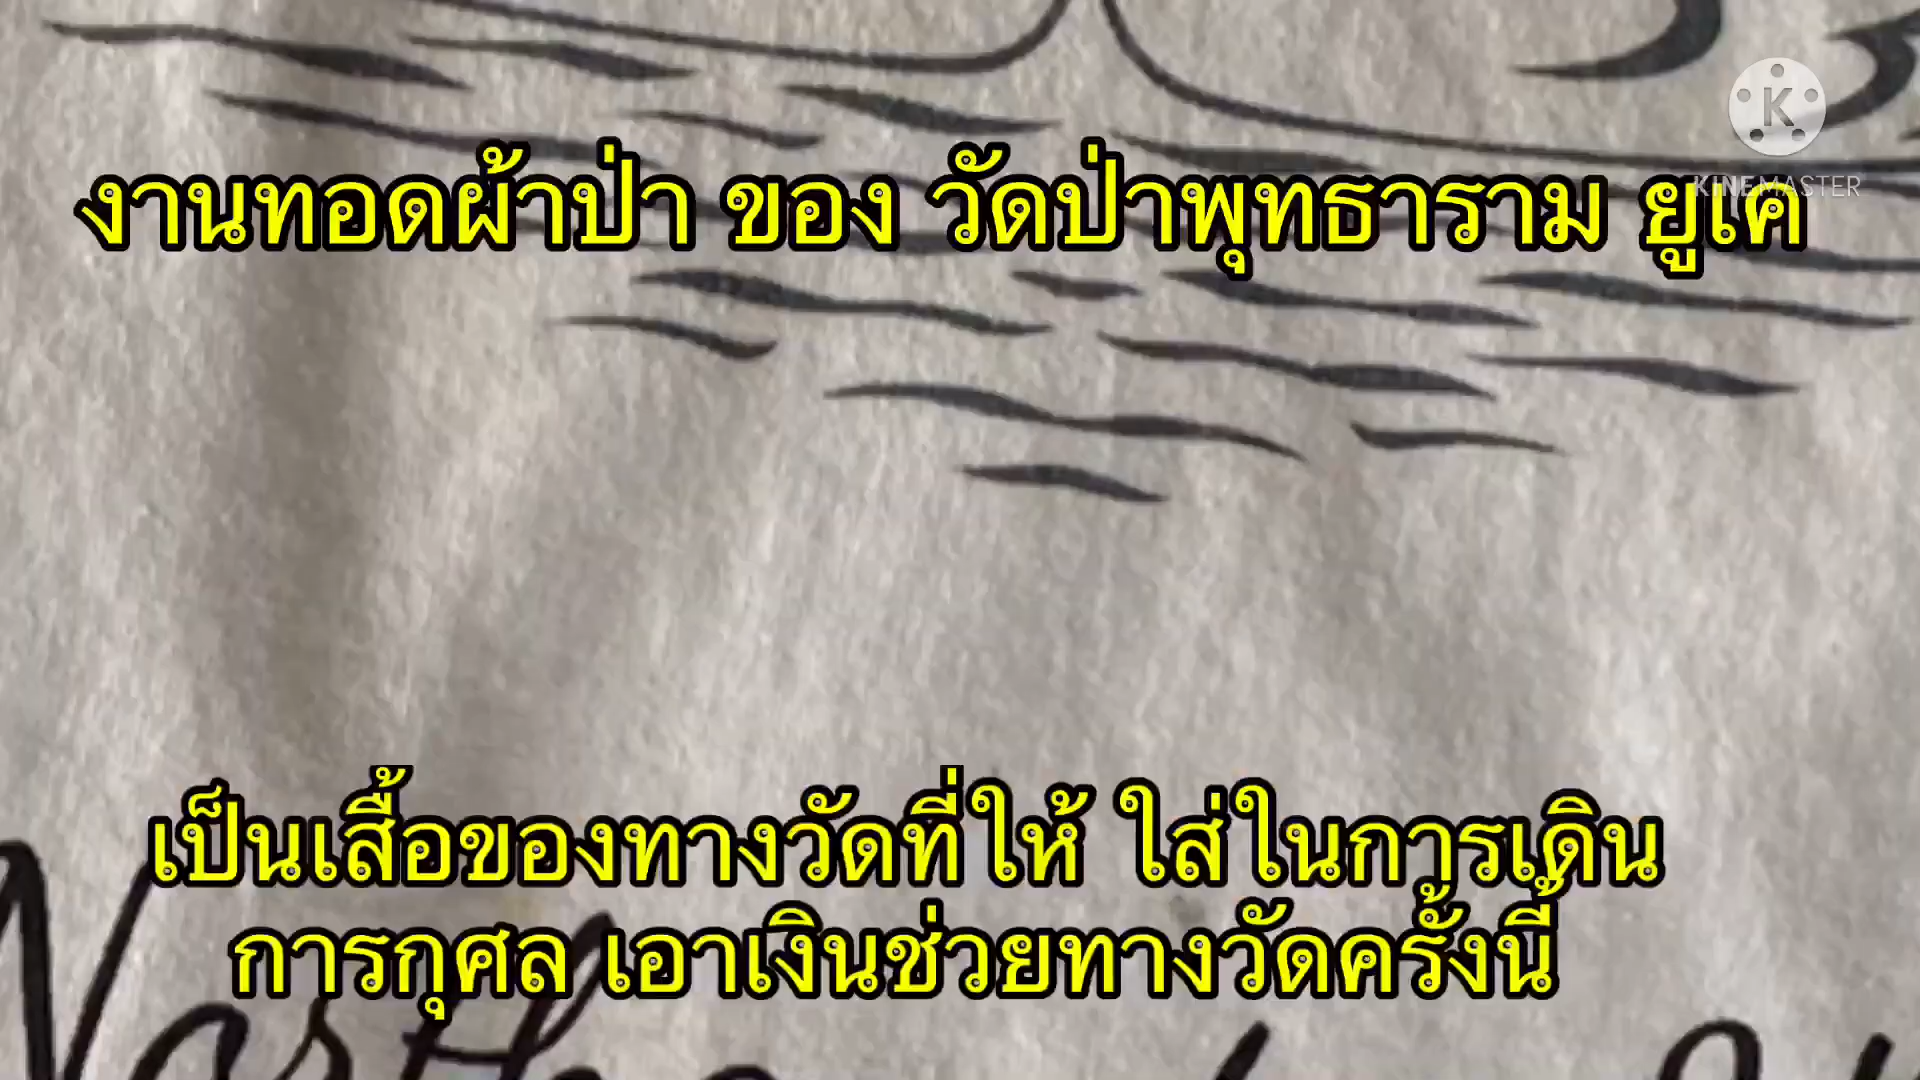 K
KINEMASTER
งานทอดผ้าป่า ของ วัดป่าพุทธาราม ยูเค
เป็นเสื้อของทางวัดที่ให้ ใส่ในการเดิน
การกุศล เอาเงินช่วยทางวัดครั้งนี้